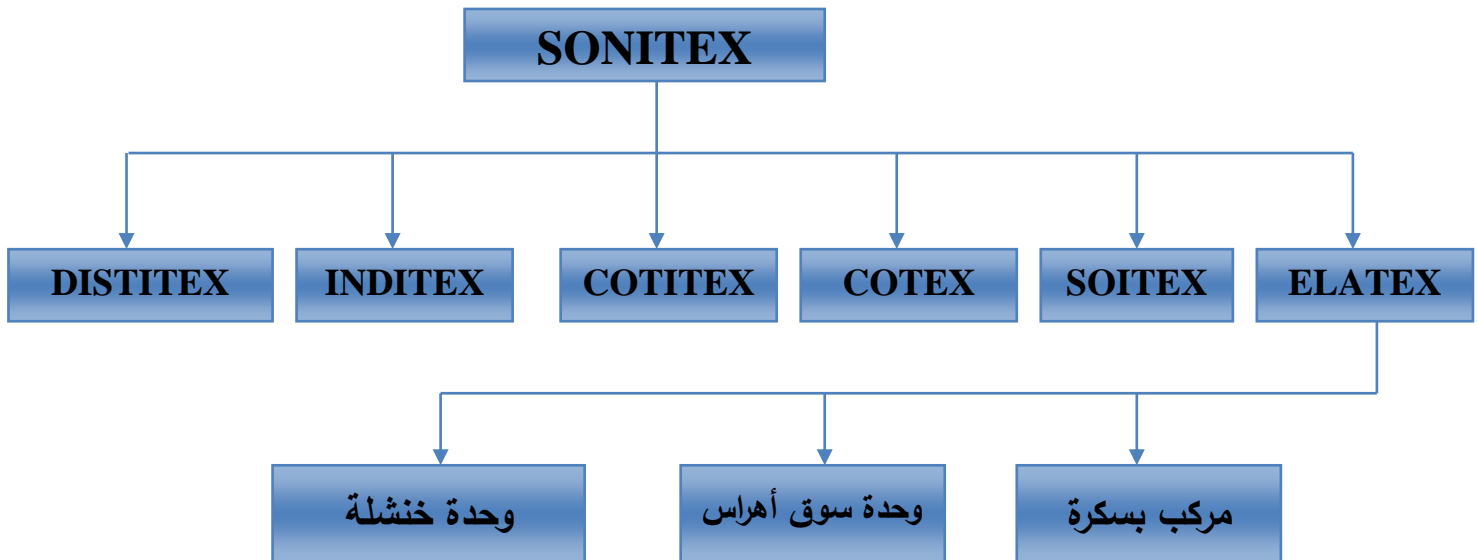 SONITEX
DISTITEX
INDITEX
COTITEX
COTEX
SOITEX
ELATEX
مركب بسكرة
وحدة سوق أهراس
وحدة خنشلة